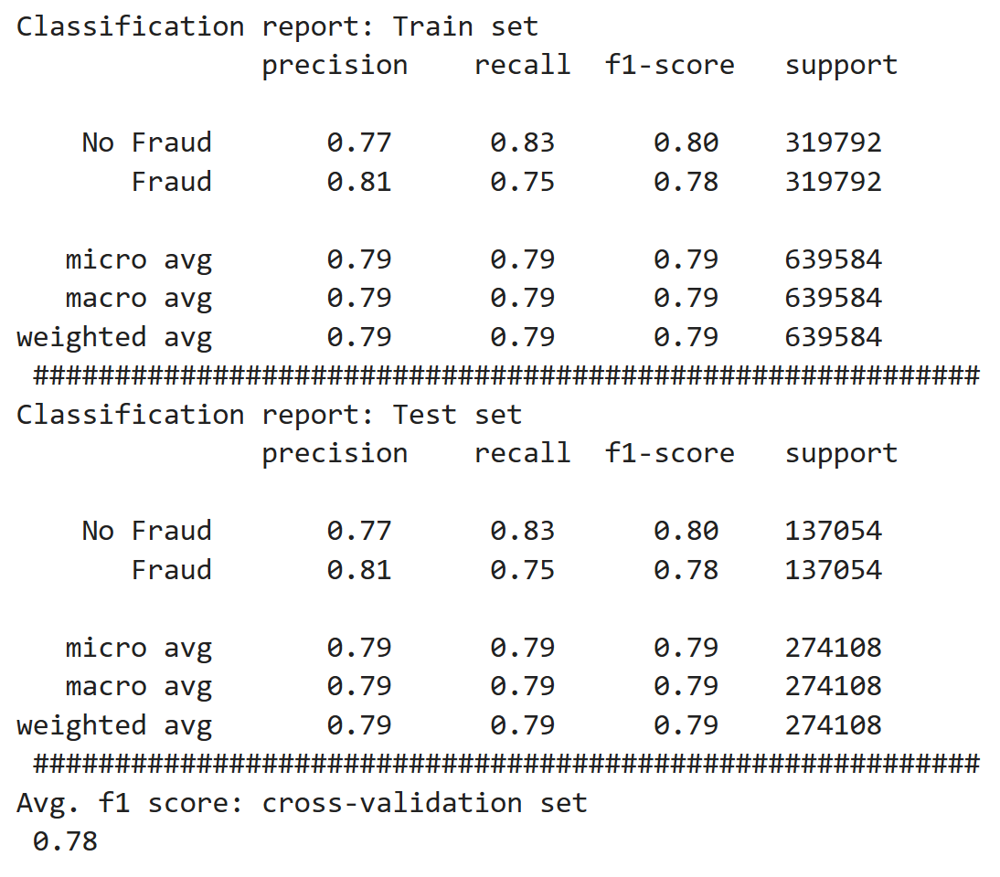 Classification report: Train set
precision recall f1-score support
No Fraud 0.77 0.83 0.80 319792
Fraud 0.81 0.75 0.78 319792
micro avg 0.79 0.79 0.79 639584
macro avg 0.79 0.79 0.79 639584
weighted avg 0.79 0.79 0.79 639584
##########################################################
Classification report: Test set
precision recall f1-score support
No Fraud 0.77 0.83 0.80 137054
Fraud 0.81 0.75 0.78 137054
micro avg 0.79 0.79 0.79 274108
macro avg 0.79 0.79 0.79 274108
weighted avg 0.79 0.79 0.79 274108
##########################################################
Avg. f1 score: cross-validation set
0.78